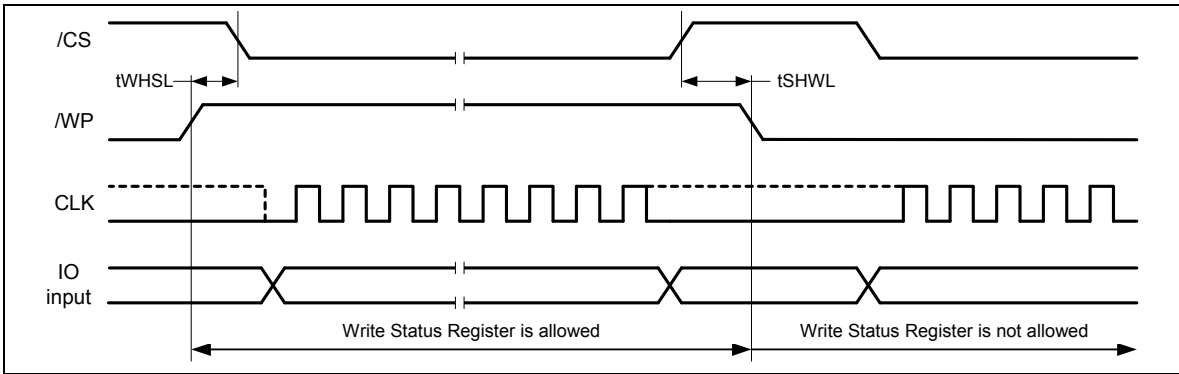 /CS
tWHSL
tSHWL
/WP
CLK
IO
input
Write Status Register is allowed
Write Status Register is not allowed